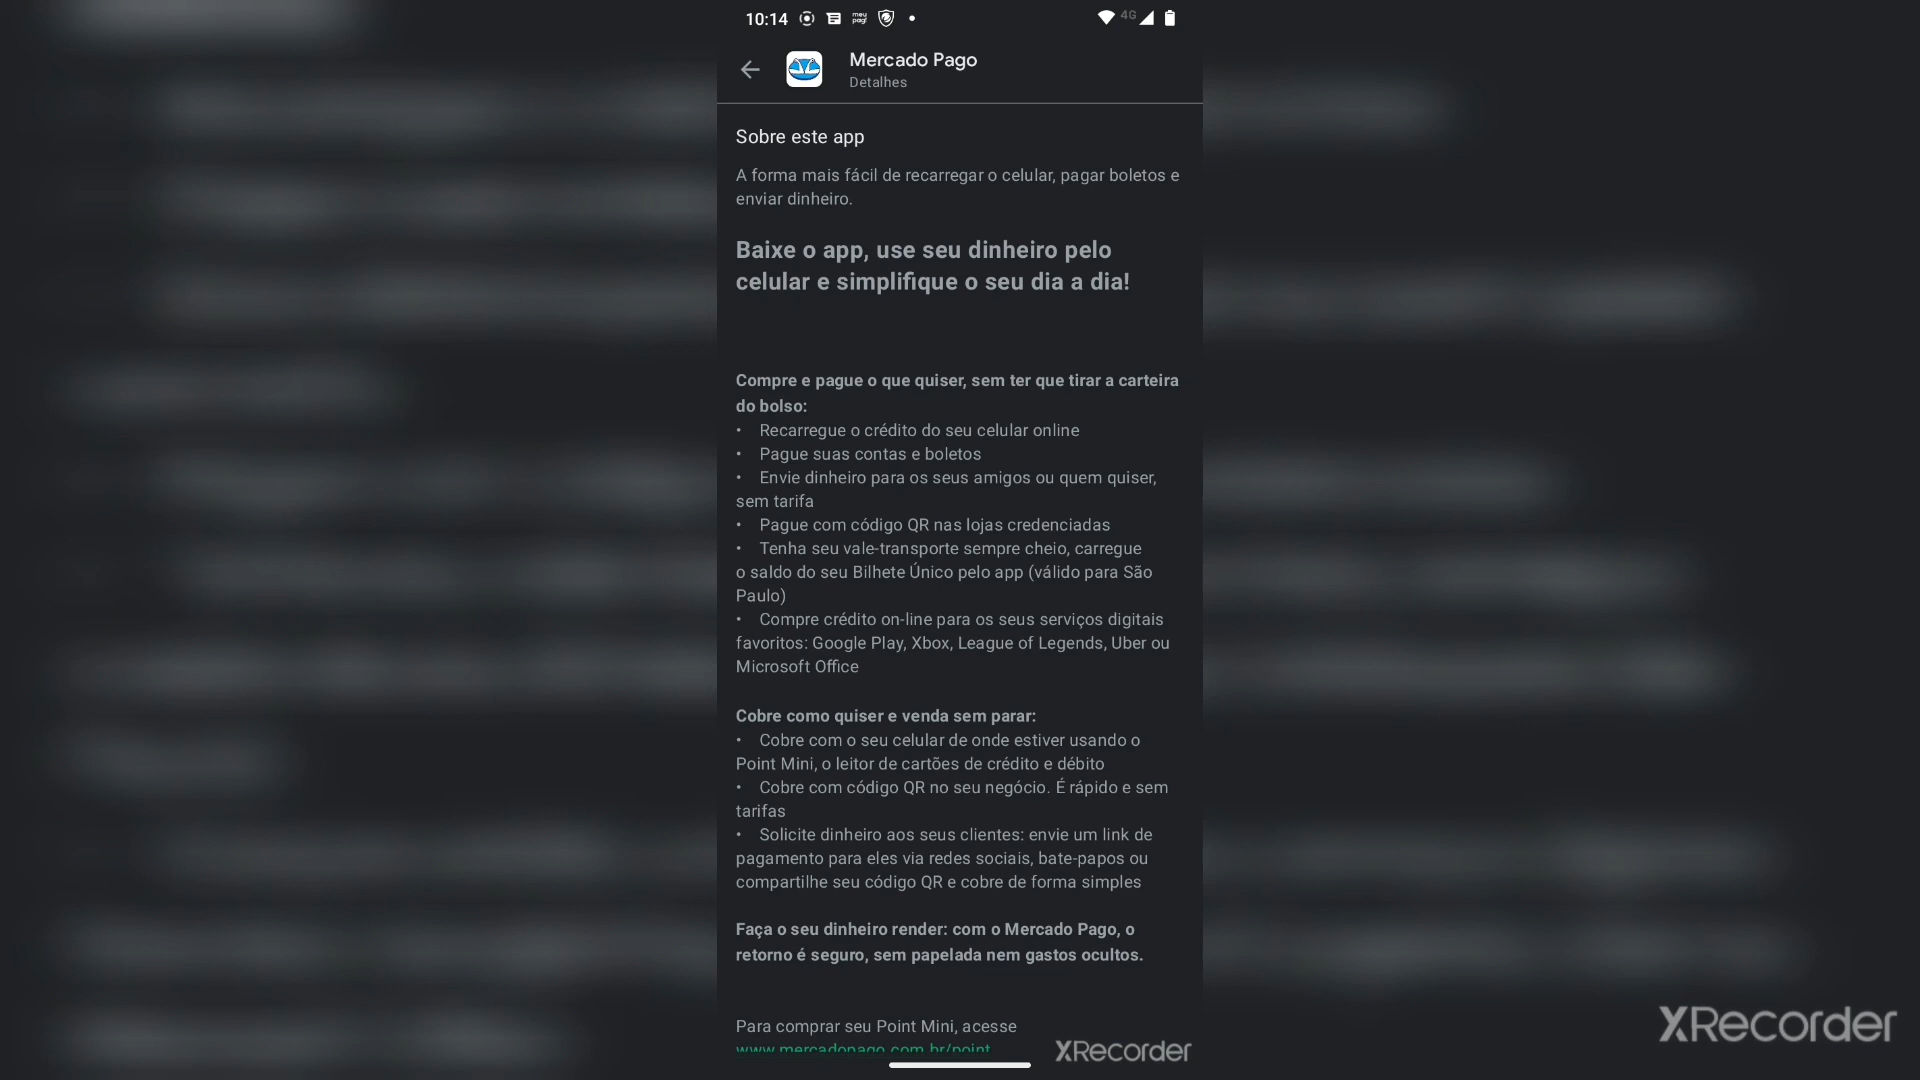 10:14
meu
pag!
4G
Mercado Pago
Detalhes
Sobre este app
A forma mais fácil de recarregar o celular, pagar boletos e
enviar dinheiro.
Baixe o app, use seu dinheiro pelo
celular e simplifique o seu dia a dia!
Compre e pague o que quiser, sem ter que tirar a carteira
do bolso:
• Recarregue o crédito do seu celular online
• Pague suas contas e boletos
• Envie dinheiro para os seus amigos ou quem quiser,
sem tarifa
• Pague com código QR nas lojas credenciadas
• Tenha seu vale-transporte sempre cheio, carregue
o saldo do seu Bilhete Único pelo app (válido para São
Paulo)
• Compre crédito on-line para os seus serviços digitais
favoritos: Google Play, Xbox, League of Legends, Uber ou
Microsoft Office
Cobre como quiser e venda sem parar:
• Cobre com o seu celular de onde estiver usando o
Point Mini, o leitor de cartões de crédito e débito
• Cobre com código QR no seu negócio. É rápido e sem
tarifas
• Solicite dinheiro aos seus clientes: envie um link de
pagamento para eles via redes sociais, bate-papos ou
compartilhe seu código QR e cobre de forma simples
Faça o seu dinheiro render: com o Mercado Pago, o
retorno é seguro, sem papelada nem gastos ocultos.
Para comprar seu Point Mini, acesse
www.mercadopago.com.br/point
XRecorder
XRecorder